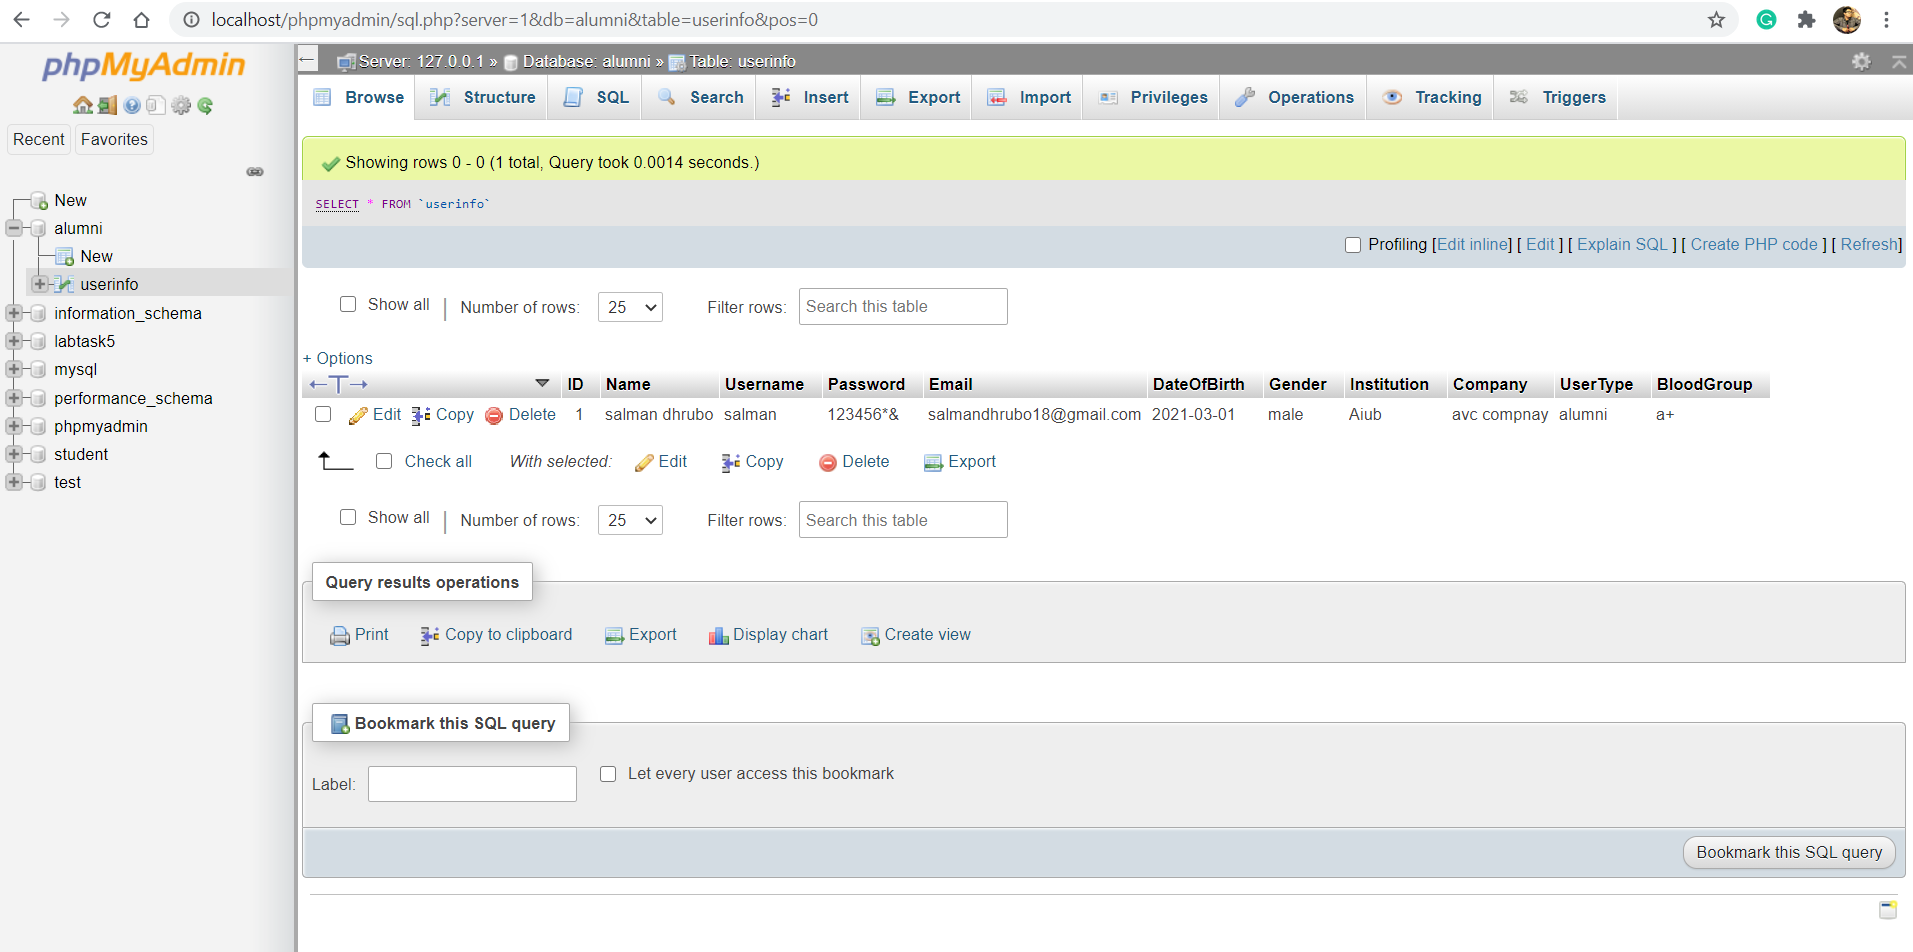 localhost/phpmyadmin/sql.php?server=1&db=alumni&table=userinfo&pos=0
phpMyAdmin
Recent Favorites
New
alumni
New
userinfo
information_schema
labtask5
mysql
performance_schema
phpmyadmin
student
test
Server: 127.0.0.1 » Database: alumni » Table: userinfo
Browse Structure SQL Search Insert Export Import Privileges Operations Tracking Triggers
Showing rows 0 - 0 (1 total, Query took 0.0014 seconds.)
SELECT * FROM `userinfo`
Profiling [Edit inline] [ Edit ] [ Explain SQL ] [ Create PHP code ] [ Refresh]
Show all | Number of rows: 25 Filter rows: Search this table
+ Options
←T→ ID Name Username Password Email DateOfBirth Gender Institution Company UserType BloodGroup
Edit Copy Delete 1 salman dhrubo salman 123456*& salmandhrubo18@gmail.com 2021-03-01 male Aiub avc compnay alumni a+
Check all With selected: Edit Copy Delete Export
Show all | Number of rows: 25 Filter rows: Search this table
Query results operations
Print Copy to clipboard Export Display chart Create view
Bookmark this SQL query
Label: Let every user access this bookmark
Bookmark this SQL query